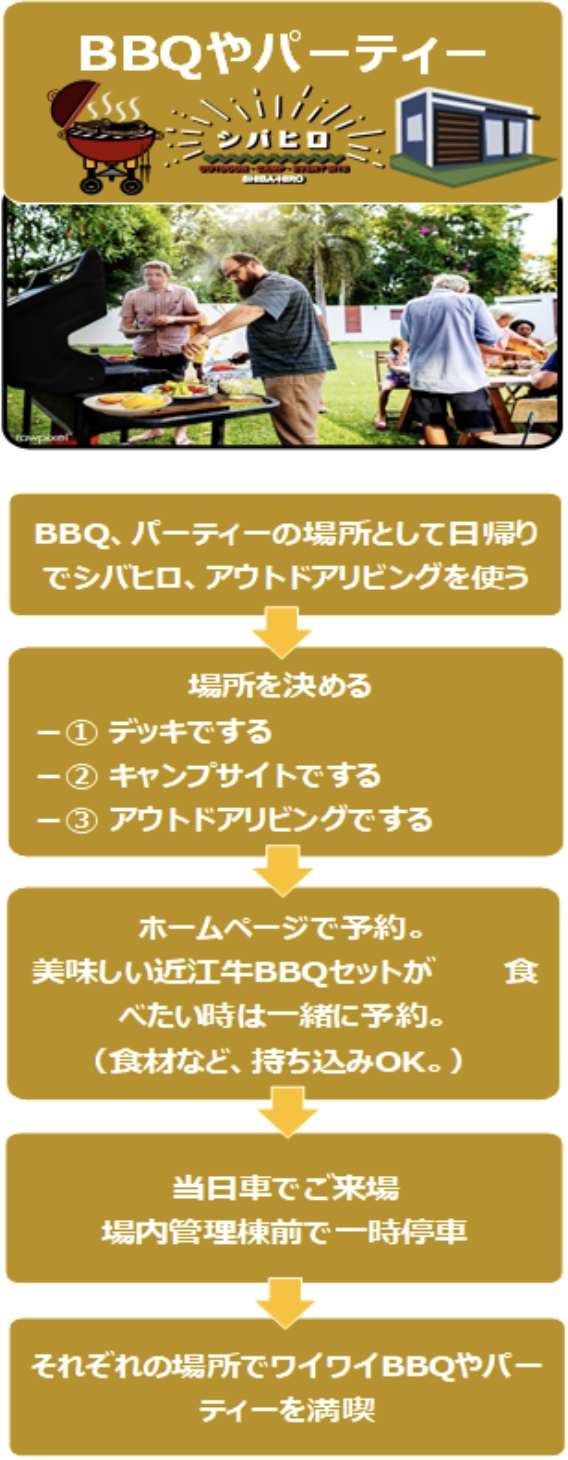 BBQやパーティー
シバヒロ
OUTDOOR・CAMP・EVENT SITE
SHIBAHIRO
rawpixel
BBQ、パーティーの場所として日帰り
でシバヒロ、アウトドアリビングを使う
場所を決める
－① デッキでする
－② キャンプサイトでする
－③ アウトドアリビングでする
ホームページで予約。
美味しい近江牛BBQセットが　　食
べたい時は一緒に予約。
（食材など、持ち込みOK。）
当日車でご来場
場内管理棟前で一時停車
それぞれの場所でワイワイBBQやパー
ティーを満喫